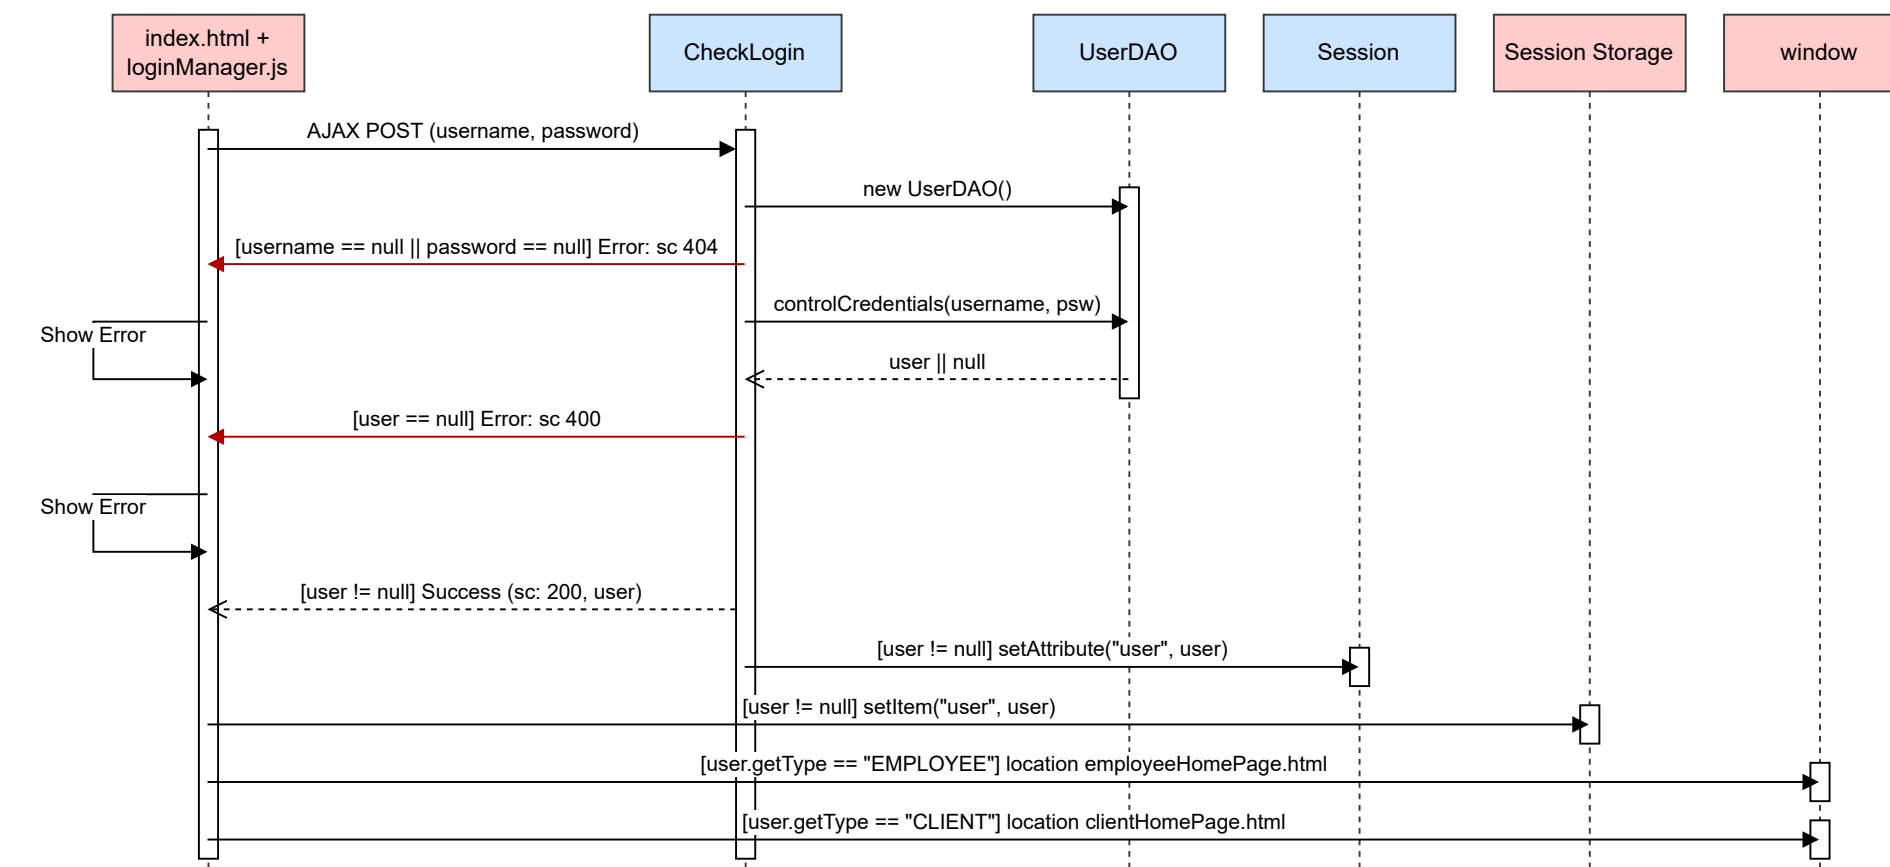 index.html +
loginManager.js
CheckLogin
UserDAO
Session
Session Storage
window
AJAX POST (username, password)
new UserDAO()
[username == null || password == null] Error: sc 404
controlCredentials(username, psw)
Show Error
user || null
[user == null] Error: sc 400
Show Error
[user != null] Success (sc: 200, user)
[user != null] setAttribute("user", user)
[user != null] setItem("user", user)
[user.getType == "EMPLOYEE"] location employeeHomePage.html
[user.getType == "CLIENT"] location clientHomePage.html